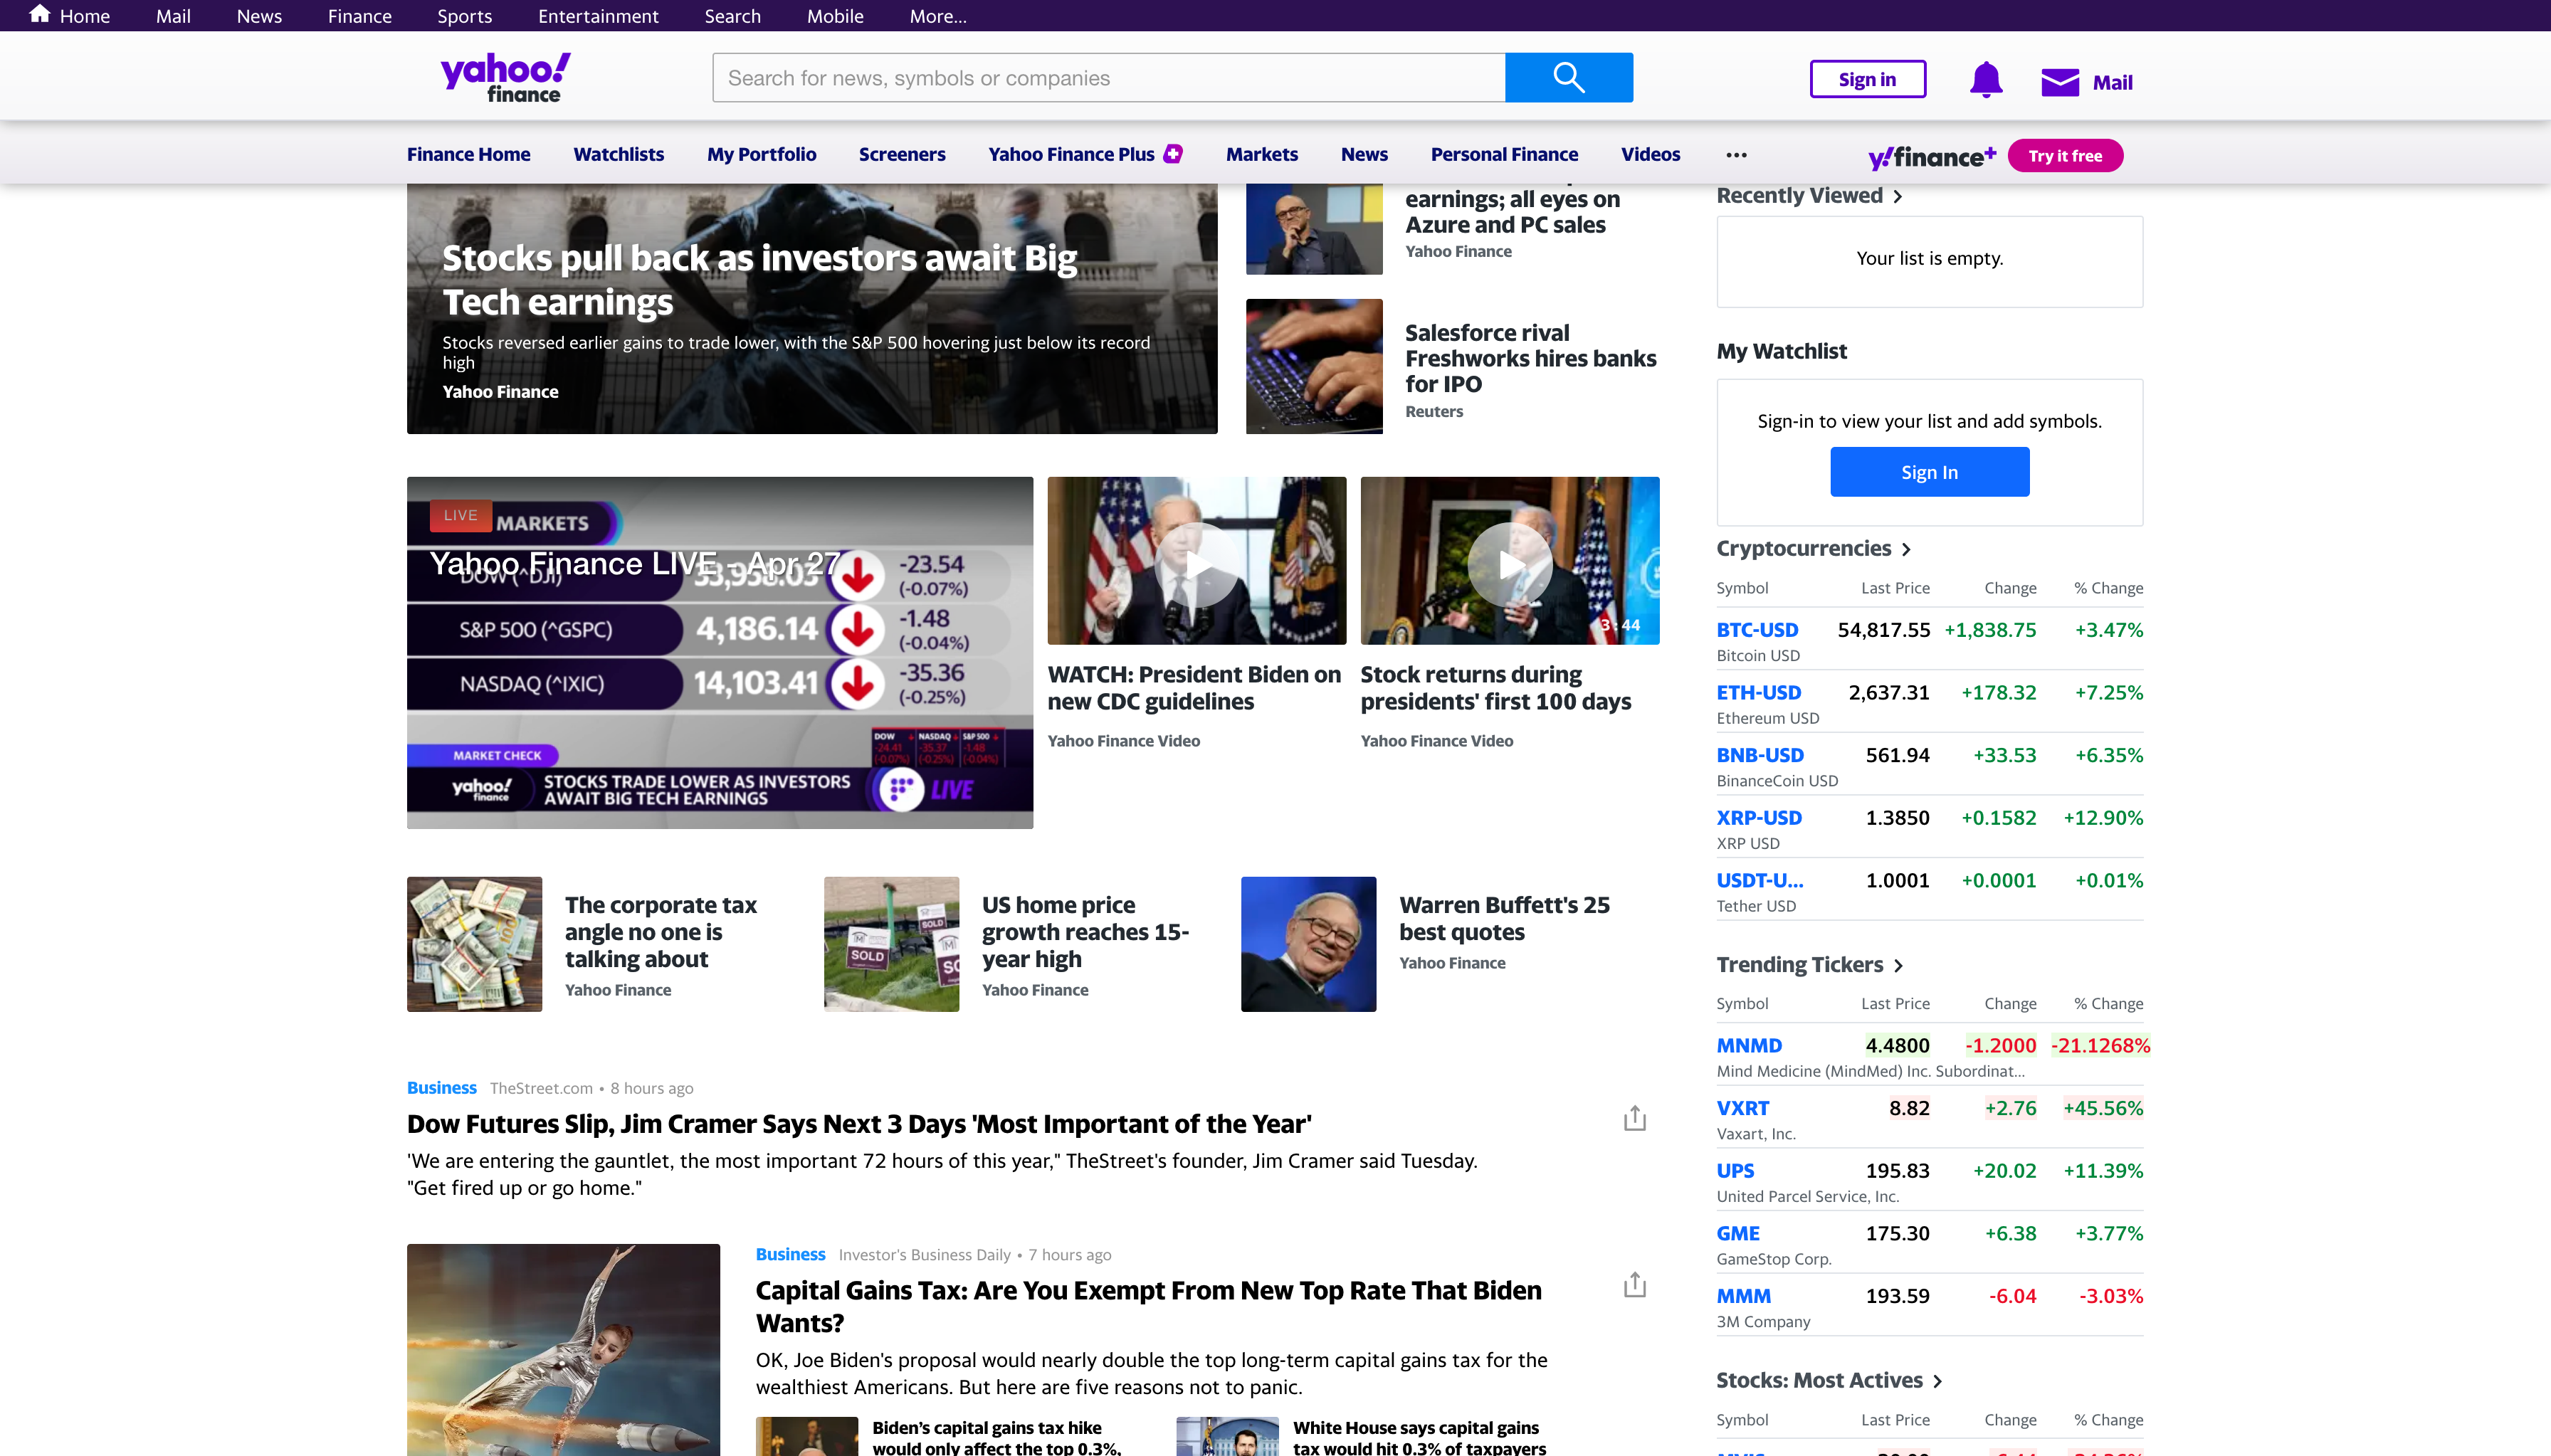 Home Mail News Finance Sports Entertainment Search Mobile More...
yahoo!
finance
Search for news, symbols or companies
Sign in
Mail
Finance Home Watchlists My Portfolio Screeners Yahoo Finance Plus Markets News Personal Finance Videos ...
y!finance+ Try it free
Stocks pull back as investors await Big
Tech earnings
Stocks reversed earlier gains to trade lower, with the S&P 500 hovering just below its record
high
Yahoo Finance
earnings; all eyes on
Azure and PC sales
Yahoo Finance
Salesforce rival
Freshworks hires banks
for IPO
Reuters
LIVE
MARKETS
Yahoo Finance LIVE - Apr 27
DOW (^DJI) -23.54
(-0.07%)
S&P 500 (^GSPC) 4,186.14 -1.48
(-0.04%)
NASDAQ (^IXIC) 14,103.41 -35.36
(-0.25%)
DOW NASDAQ S&P 500
-24.41 -35.37 -1.48
(-0.07%) (-0.25%) (-0.04%)
MARKET CHECK
yahoo!
finance
STOCKS TRADE LOWER AS INVESTORS
AWAIT BIG TECH EARNINGS
LIVE
WATCH: President Biden on
new CDC guidelines
Yahoo Finance Video
3:44
Stock returns during
presidents' first 100 days
Yahoo Finance Video
The corporate tax
angle no one is
talking about
Yahoo Finance
SOLD
SOLD
US home price
growth reaches 15-
year high
Yahoo Finance
Warren Buffett's 25
best quotes
Yahoo Finance
Business TheStreet.com • 8 hours ago
Dow Futures Slip, Jim Cramer Says Next 3 Days 'Most Important of the Year'
'We are entering the gauntlet, the most important 72 hours of this year," TheStreet's founder, Jim Cramer said Tuesday.
"Get fired up or go home."
Business Investor's Business Daily • 7 hours ago
Capital Gains Tax: Are You Exempt From New Top Rate That Biden
Wants?
OK, Joe Biden's proposal would nearly double the top long-term capital gains tax for the
wealthiest Americans. But here are five reasons not to panic.
Biden's capital gains tax hike
would only affect the top 0.3%,
White House says capital gains
tax would hit 0.3% of taxpayers
Recently Viewed
Your list is empty.
My Watchlist
Sign-in to view your list and add symbols.
Sign In
Cryptocurrencies
Symbol Last Price Change % Change
BTC-USD 54,817.55 +1,838.75 +3.47%
Bitcoin USD
ETH-USD 2,637.31 +178.32 +7.25%
Ethereum USD
BNB-USD 561.94 +33.53 +6.35%
BinanceCoin USD
XRP-USD 1.3850 +0.1582 +12.90%
XRP USD
USDT-U... 1.0001 +0.0001 +0.01%
Tether USD
Trending Tickers
Symbol Last Price Change % Change
MNMD 4.4800 -1.2000 -21.1268%
Mind Medicine (MindMed) Inc. Subordinat...
VXRT 8.82 +2.76 +45.56%
Vaxart, Inc.
UPS 195.83 +20.02 +11.39%
United Parcel Service, Inc.
GME 175.30 +6.38 +3.77%
GameStop Corp.
MMM 193.59 -6.04 -3.03%
3M Company
Stocks: Most Actives
Symbol Last Price Change % Change